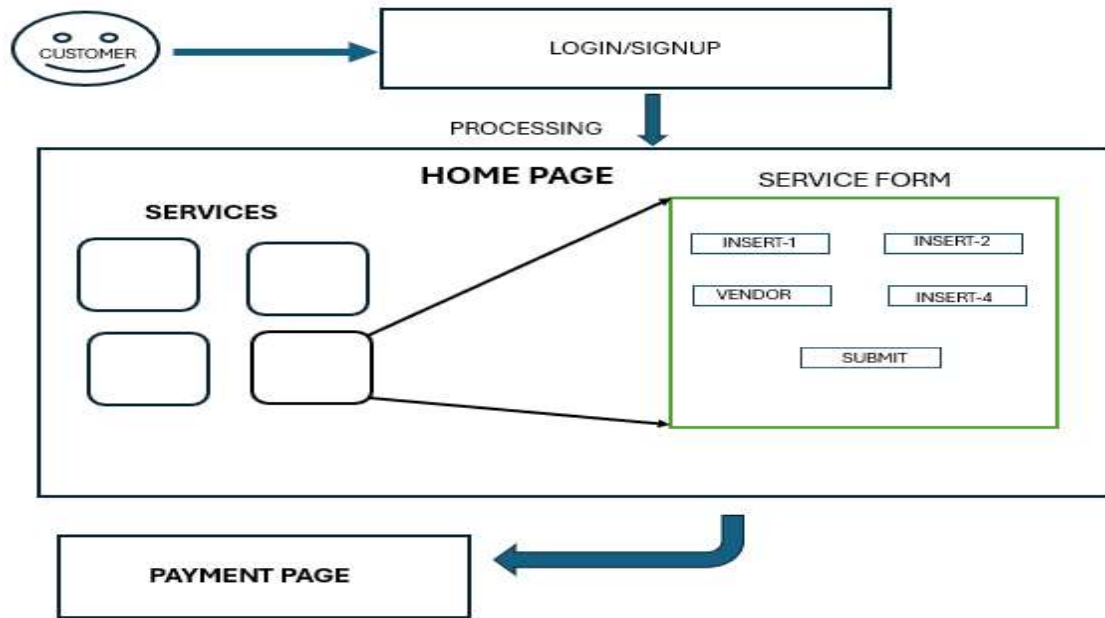 CUSTOMER
LOGIN/SIGNUP
PROCESSING
HOME PAGE
SERVICES
SERVICE FORM
INSERT-1
INSERT-2
VENDOR
INSERT-4
SUBMIT
PAYMENT PAGE